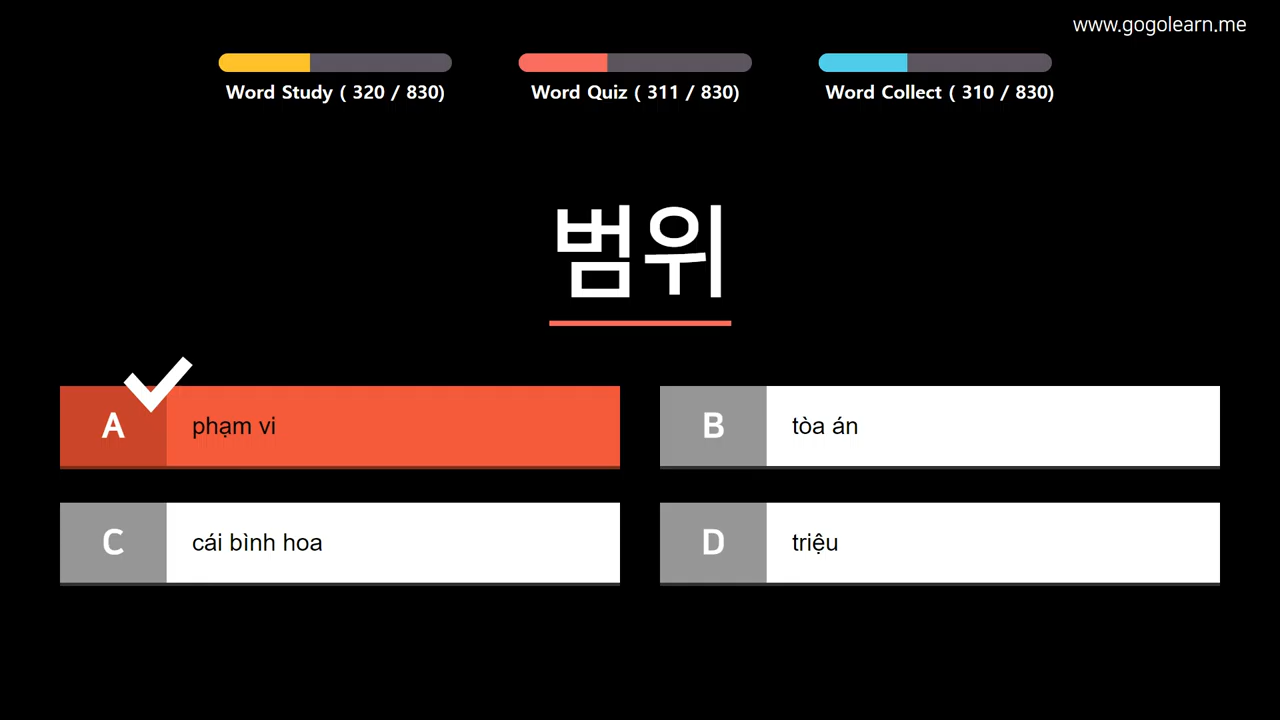 www.gogolearn.me
Word Study ( 320 / 830)
Word Quiz ( 311 / 830)
Word Collect ( 310 / 830)
범위
A phạm vi
B tòa án
C cái bình hoa
D triệu